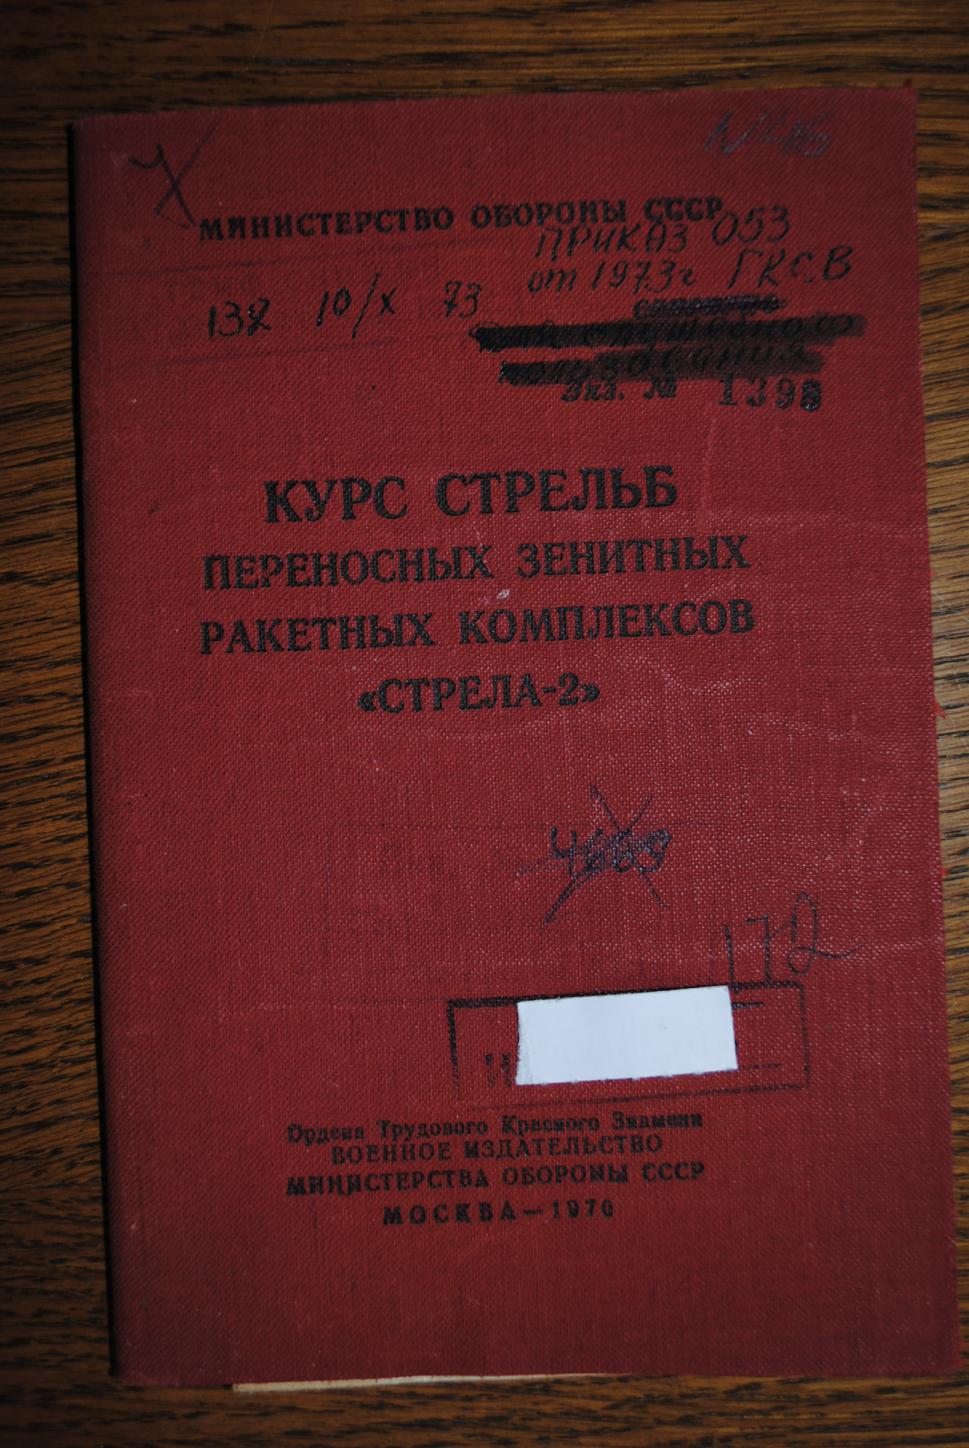 МИНИСТЕРСТВО ОБОРОНЫ СССР
ПРИКАЗ 053
от 1973г ГКСВ
132 10/X 73
Экз. № 1398
КУРС СТРЕЛЬБ
ПЕРЕНОСНЫХ ЗЕНИТНЫХ
РАКЕТНЫХ КОМПЛЕКСОВ
«СТРЕЛА-2»
172
Ордена Трудового Красного Знамени
ВОЕННОЕ ИЗДАТЕЛЬСТВО
МИНИСТЕРСТВА ОБОРОНЫ СССР
МОСКВА — 1970